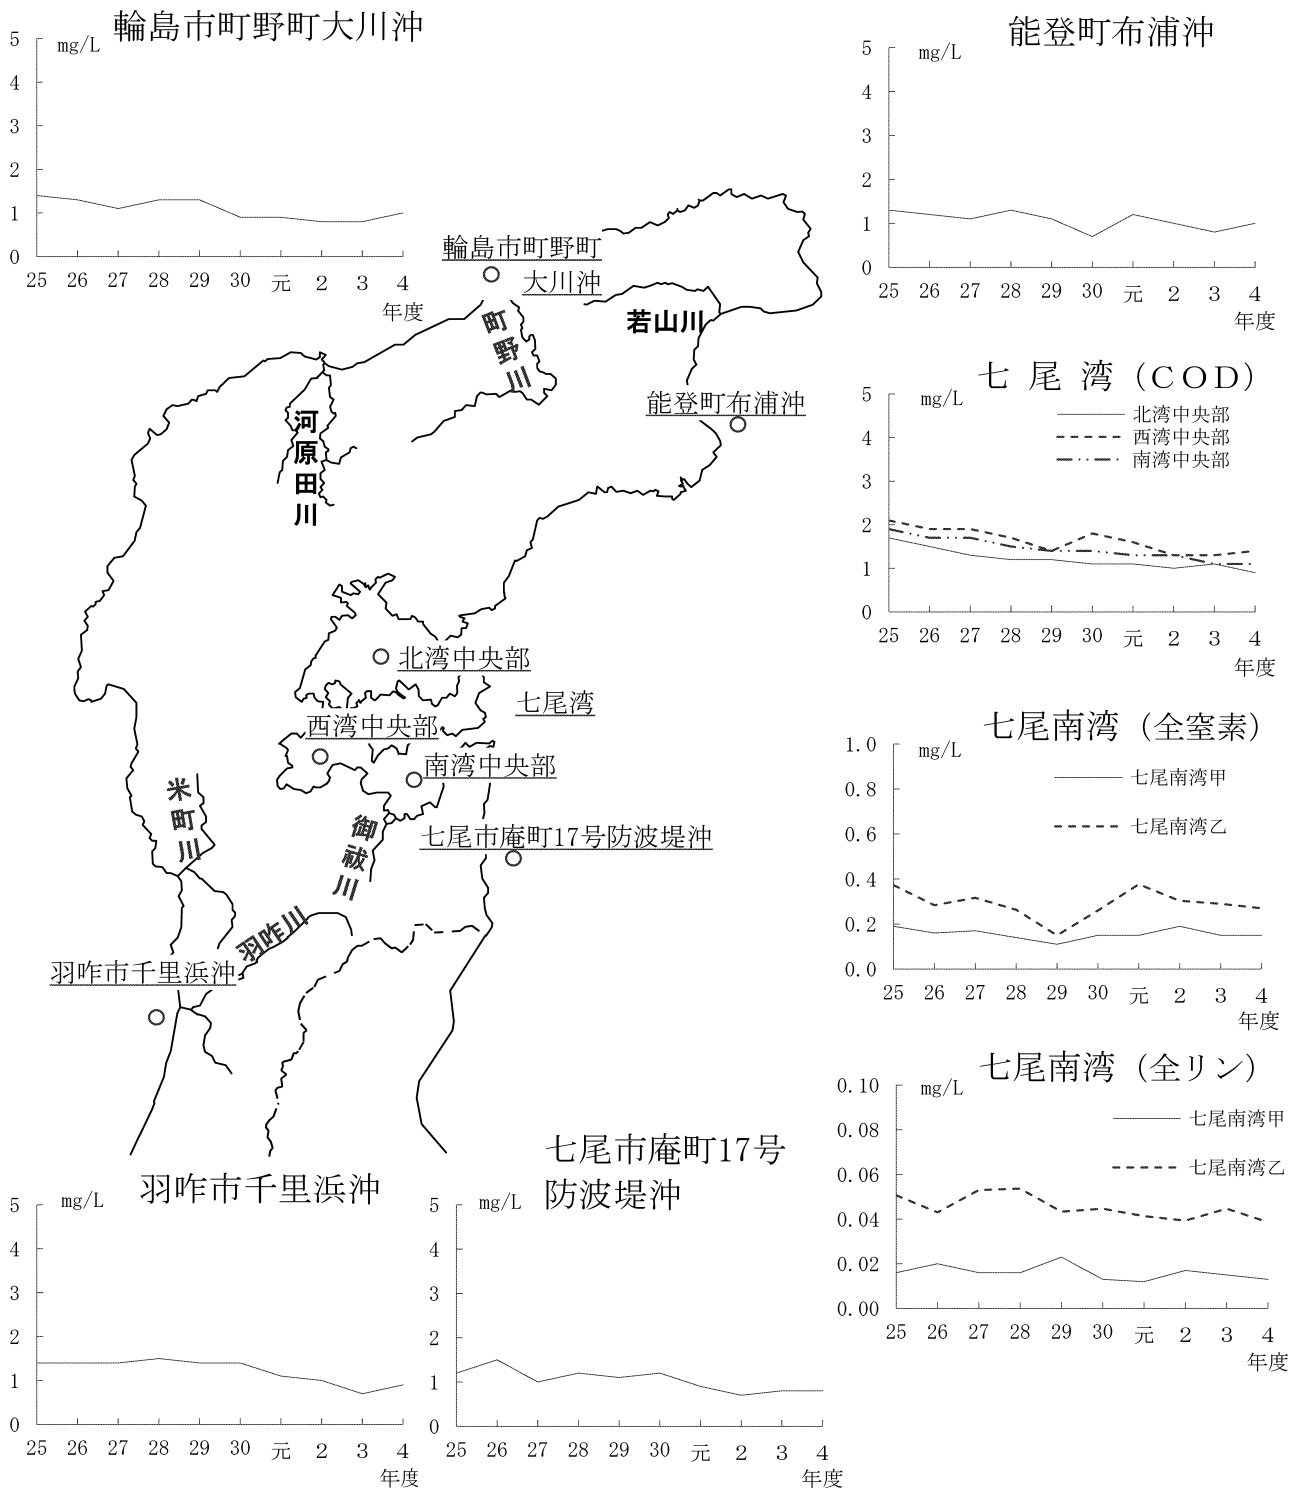 輪島市町野町大川沖
mg/L
5
4
3
2
1
0
25 26 27 28 29 30 元 2 3 4
年度
能登町布浦沖
mg/L
5
4
3
2
1
0
25 26 27 28 29 30 元 2 3 4
年度
輪島市町野町
大川沖
町野川
若山川
河原田川
能登町布浦沖
七尾湾（ＣＯＤ）
mg/L
北湾中央部
西湾中央部
南湾中央部
5
4
3
2
1
0
25 26 27 28 29 30 元 2 3 4
年度
北湾中央部
七尾湾
西湾中央部
南湾中央部
米町川
御祓川
七尾市庵町17号防波堤沖
羽咋川
羽咋市千里浜沖
七尾南湾（全窒素）
mg/L
七尾南湾甲
七尾南湾乙
1.0
0.8
0.6
0.4
0.2
0.0
25 26 27 28 29 30 元 2 3 4
年度
七尾南湾（全リン）
mg/L
七尾南湾甲
七尾南湾乙
0.10
0.08
0.06
0.04
0.02
0.00
25 26 27 28 29 30 元 2 3 4
年度
羽咋市千里浜沖
mg/L
5
4
3
2
1
0
25 26 27 28 29 30 元 2 3 4
年度
七尾市庵町17号
防波堤沖
mg/L
5
4
3
2
1
0
25 26 27 28 29 30 元 2 3 4
年度